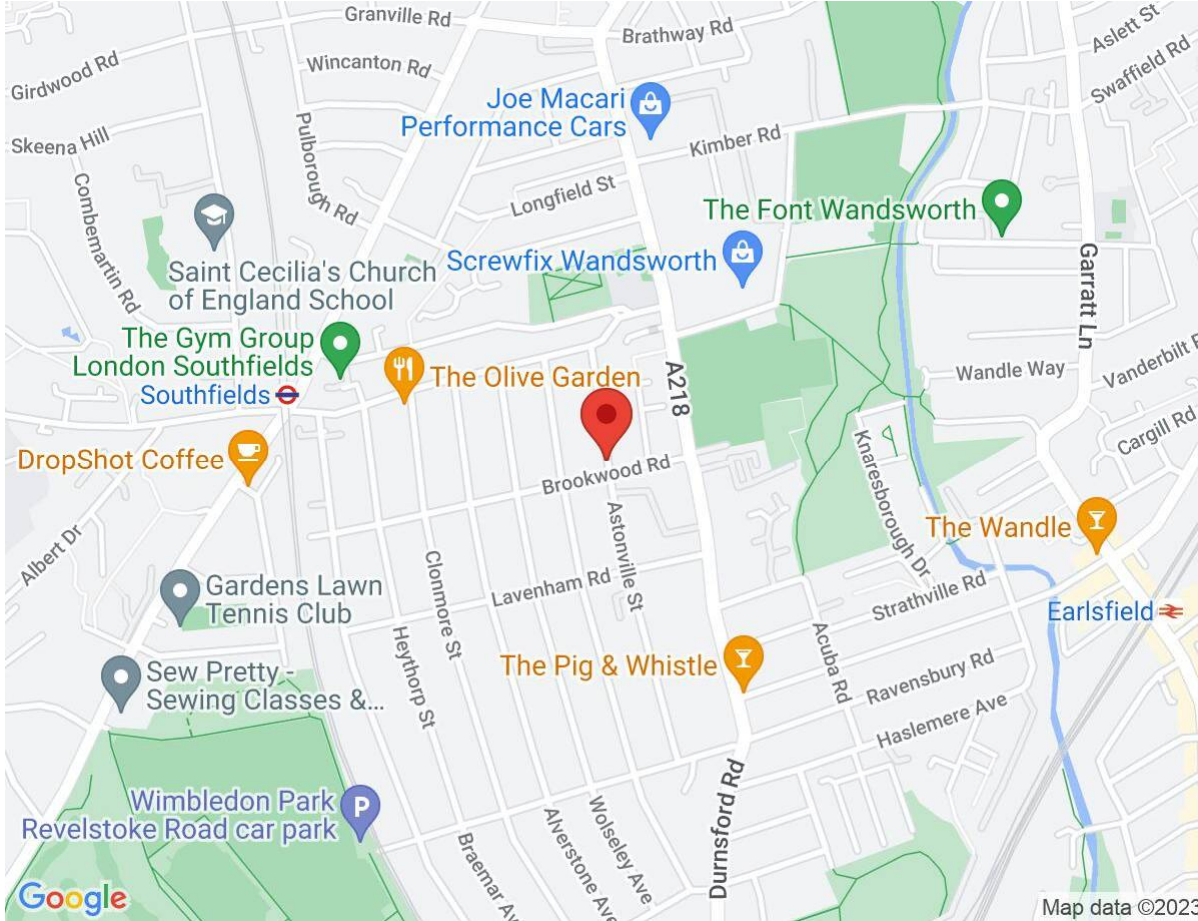 Granville Rd
Brathway Rd
Aslett St
Swaffield Rd
Girdwood Rd
Wincanton Rd
Joe Macari
Performance Cars
Kimber Rd
Skeena Hill
Pulborough Rd
Combemartin Rd
Longfield St
The Font Wandsworth
Saint Cecilia's Church
of England School
Screwfix Wandsworth
Garratt Ln
The Gym Group
London Southfields
Southfields
The Olive Garden
A218
Wandle Way
Vanderbilt R
Cargill Rd
DropShot Coffee
Brookwood Rd
Knaresborough Dr
Albert Dr
Astonville St
The Wandle
Clonmore St
Lavenham Rd
Gardens Lawn
Tennis Club
Strathville Rd
Earlsfield
Heythorp St
Acuba Rd
The Pig & Whistle
Sew Pretty -
Sewing Classes &...
Ravensbury Rd
Haslemere Ave
Wimbledon Park
Revelstoke Road car park
P
Durnsford Rd
Wolseley Ave
Alverstone Ave
Braemar Av
Google
Map data ©2023